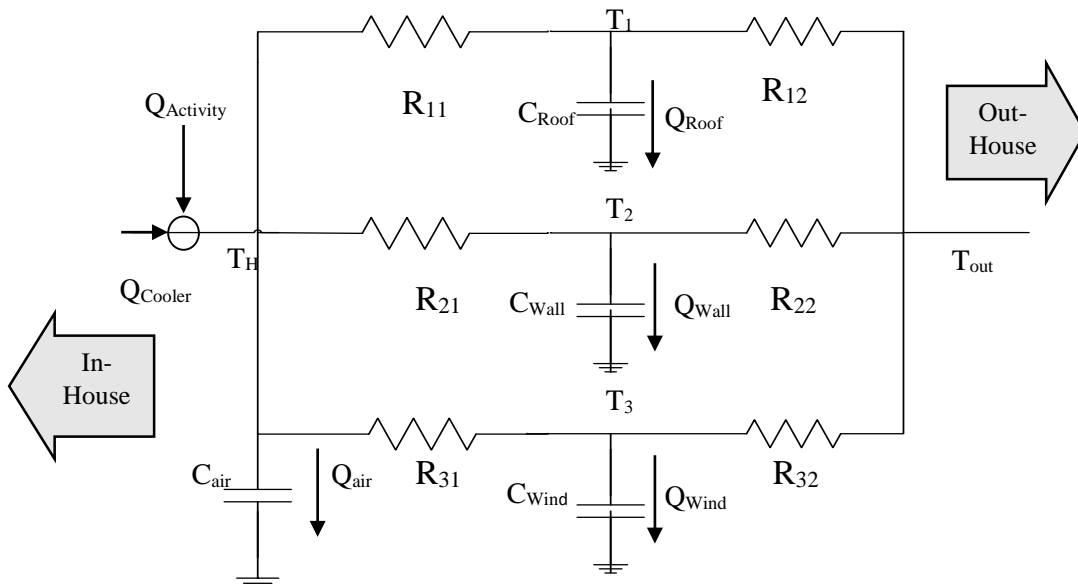 T1
R11
R12
QActivity
CRoof
QRoof
Out-
House
T2
TH
Tout
QCooler
R21
CWall
QWall
R22
In-
House
T3
Cair
Qair
R31
CWind
QWind
R32